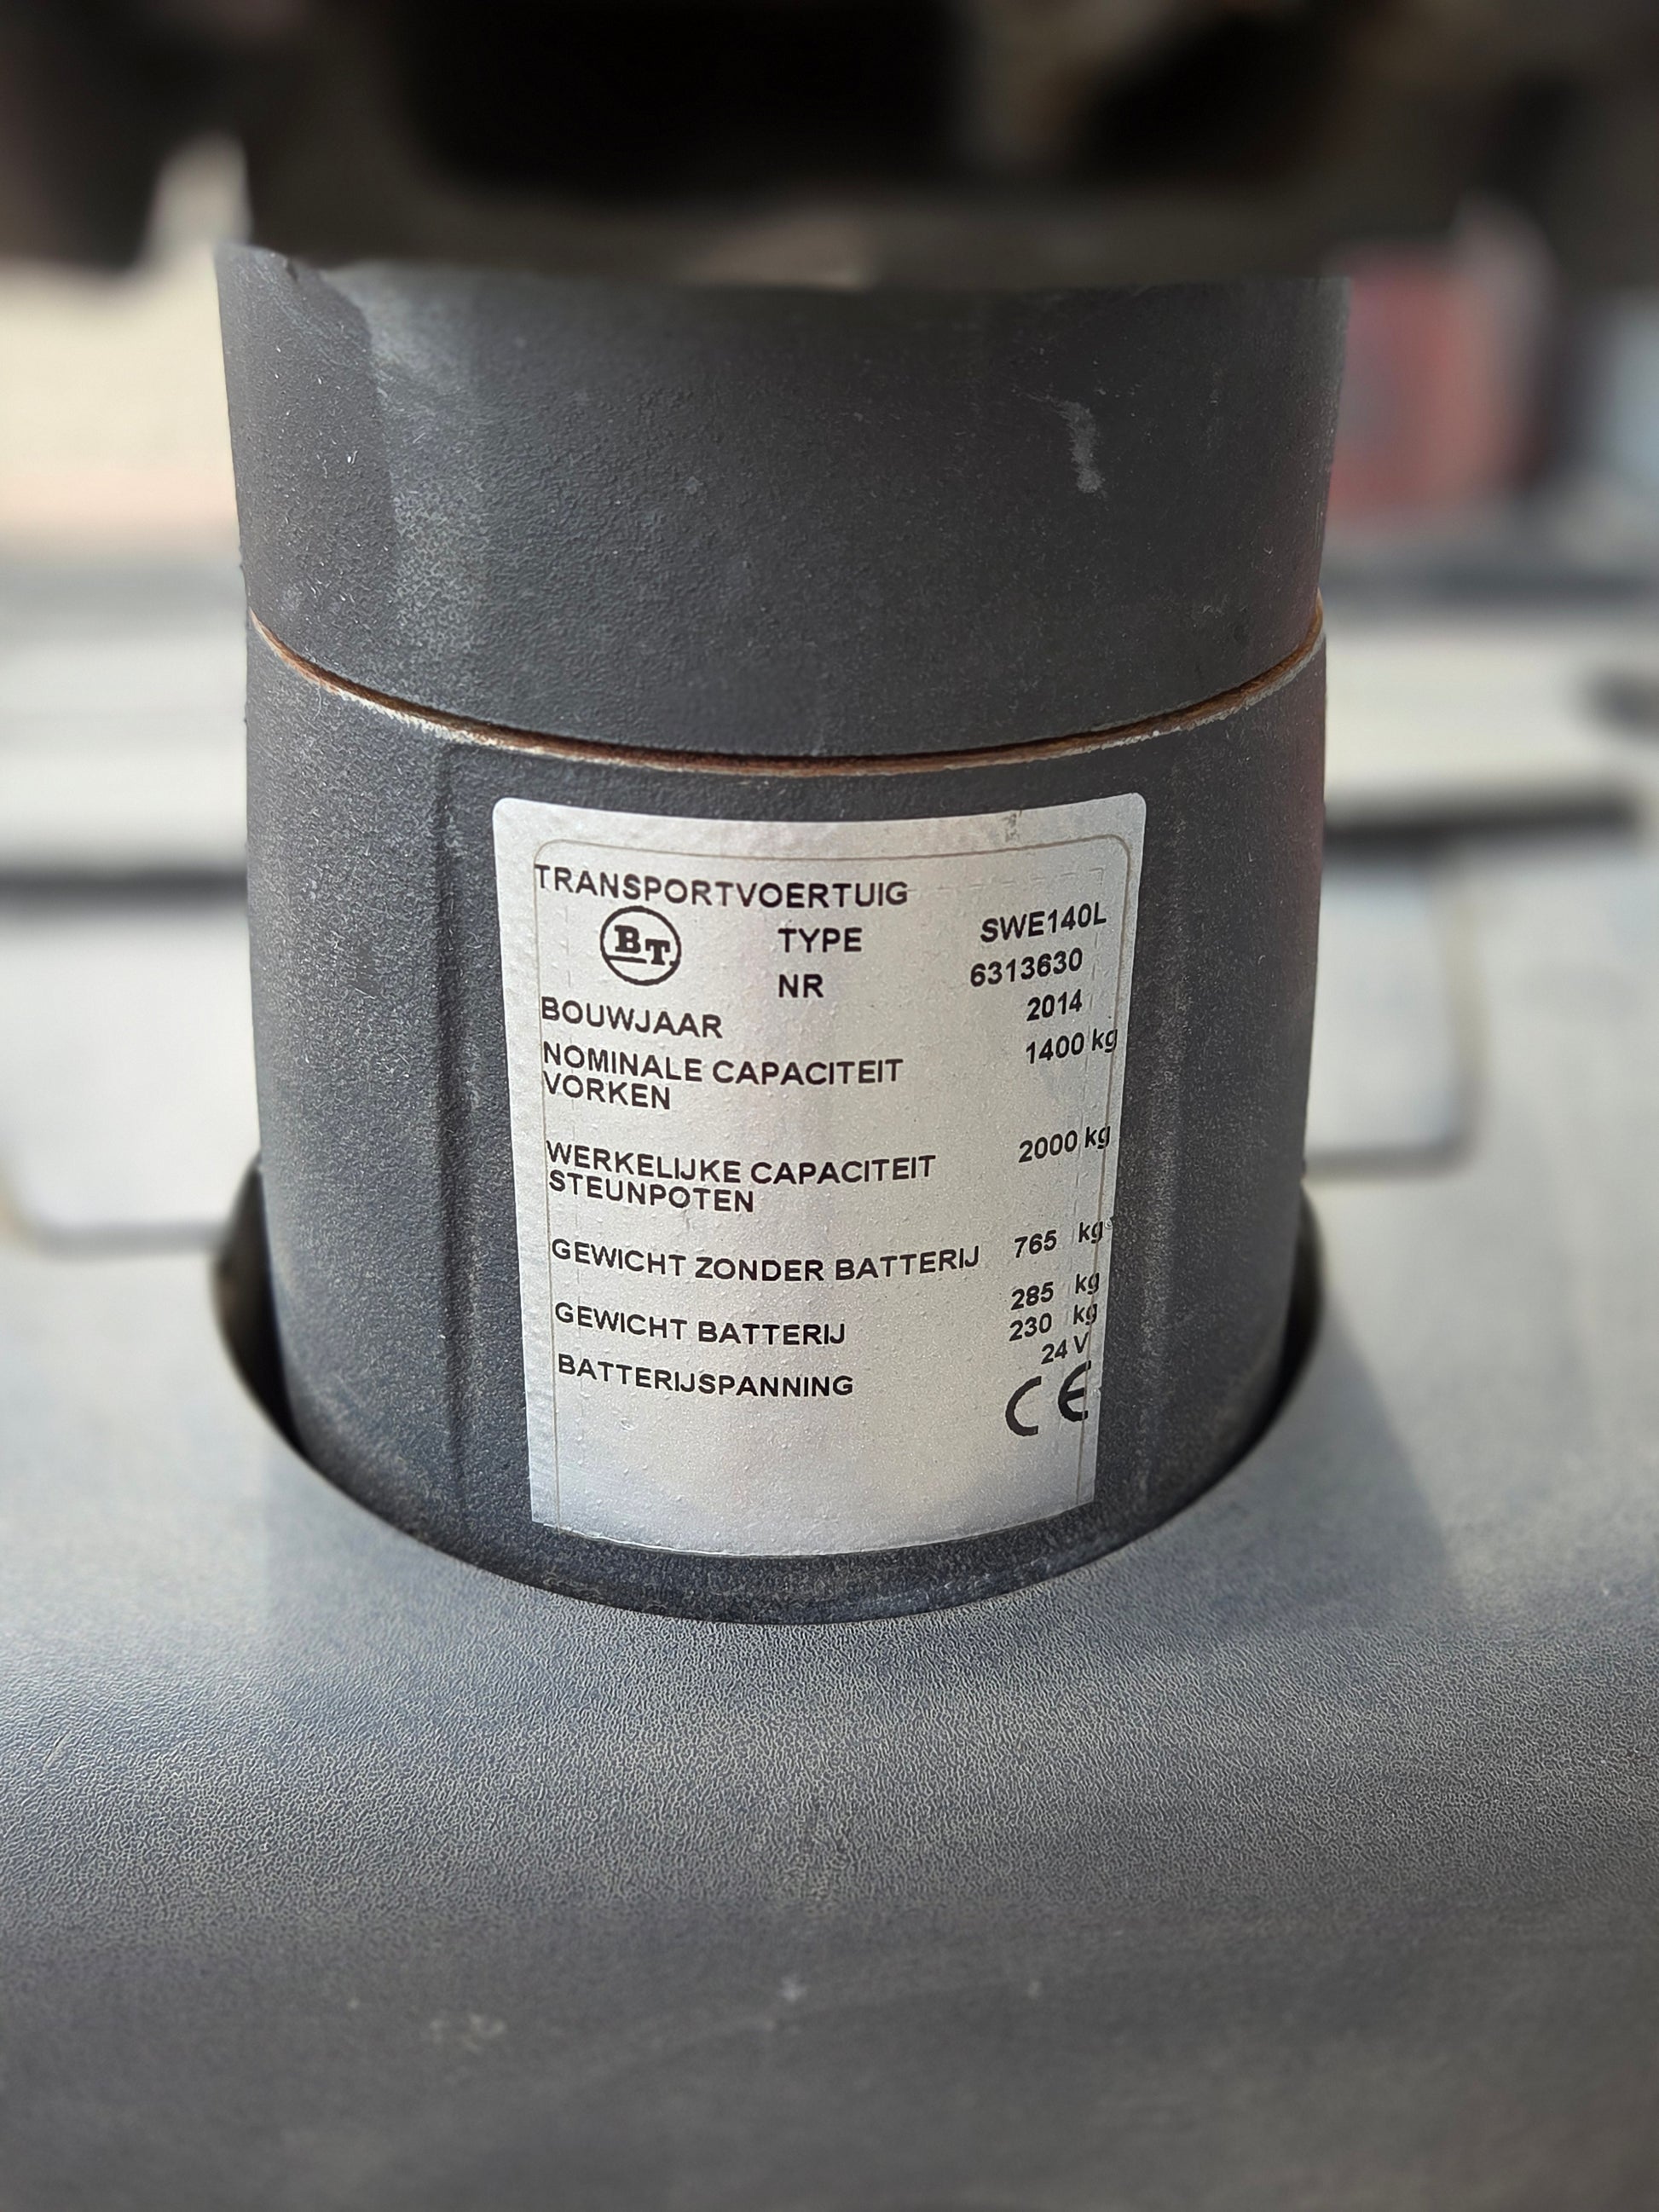 TRANSPORTVOERTUIG
BT TYPE SWE140L
NR 6313630
BOUWJAAR 2014
NOMINALE CAPACITEIT 1400 kg
VORKEN
WERKELIJKE CAPACITEIT 2000 kg
STEUNPOTEN
GEWICHT ZONDER BATTERIJ 765 kg
285 kg
GEWICHT BATTERIJ 230 kg
BATTERIJSPANNING 24 V
CE